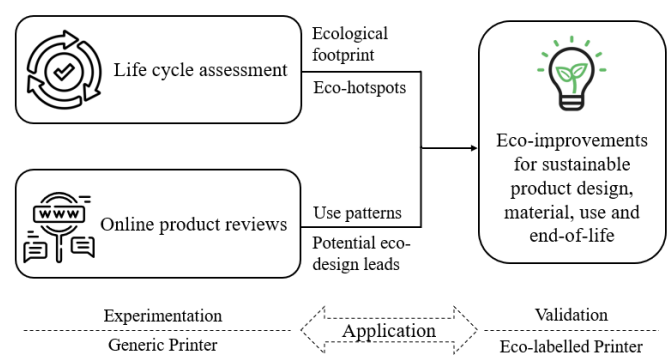 Life cycle assessment
Ecological
footprint
Eco-hotspots
WWW
Online product reviews
Use patterns
Potential eco-
design leads
Eco-improvements
for sustainable
product design,
material, use and
end-of-life
Experimentation
Generic Printer
Application
Validation
Eco-labelled Printer